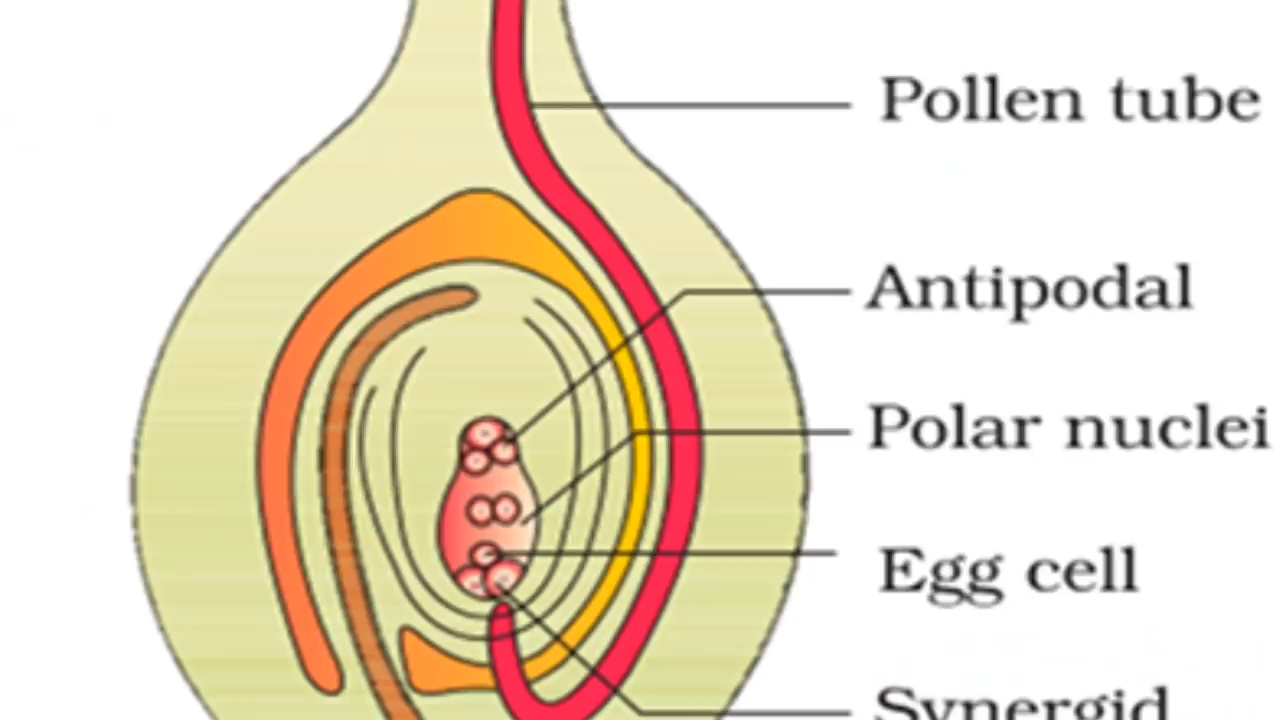 Pollen tube
Antipodal
Polar nuclei
Egg cell
Synergid